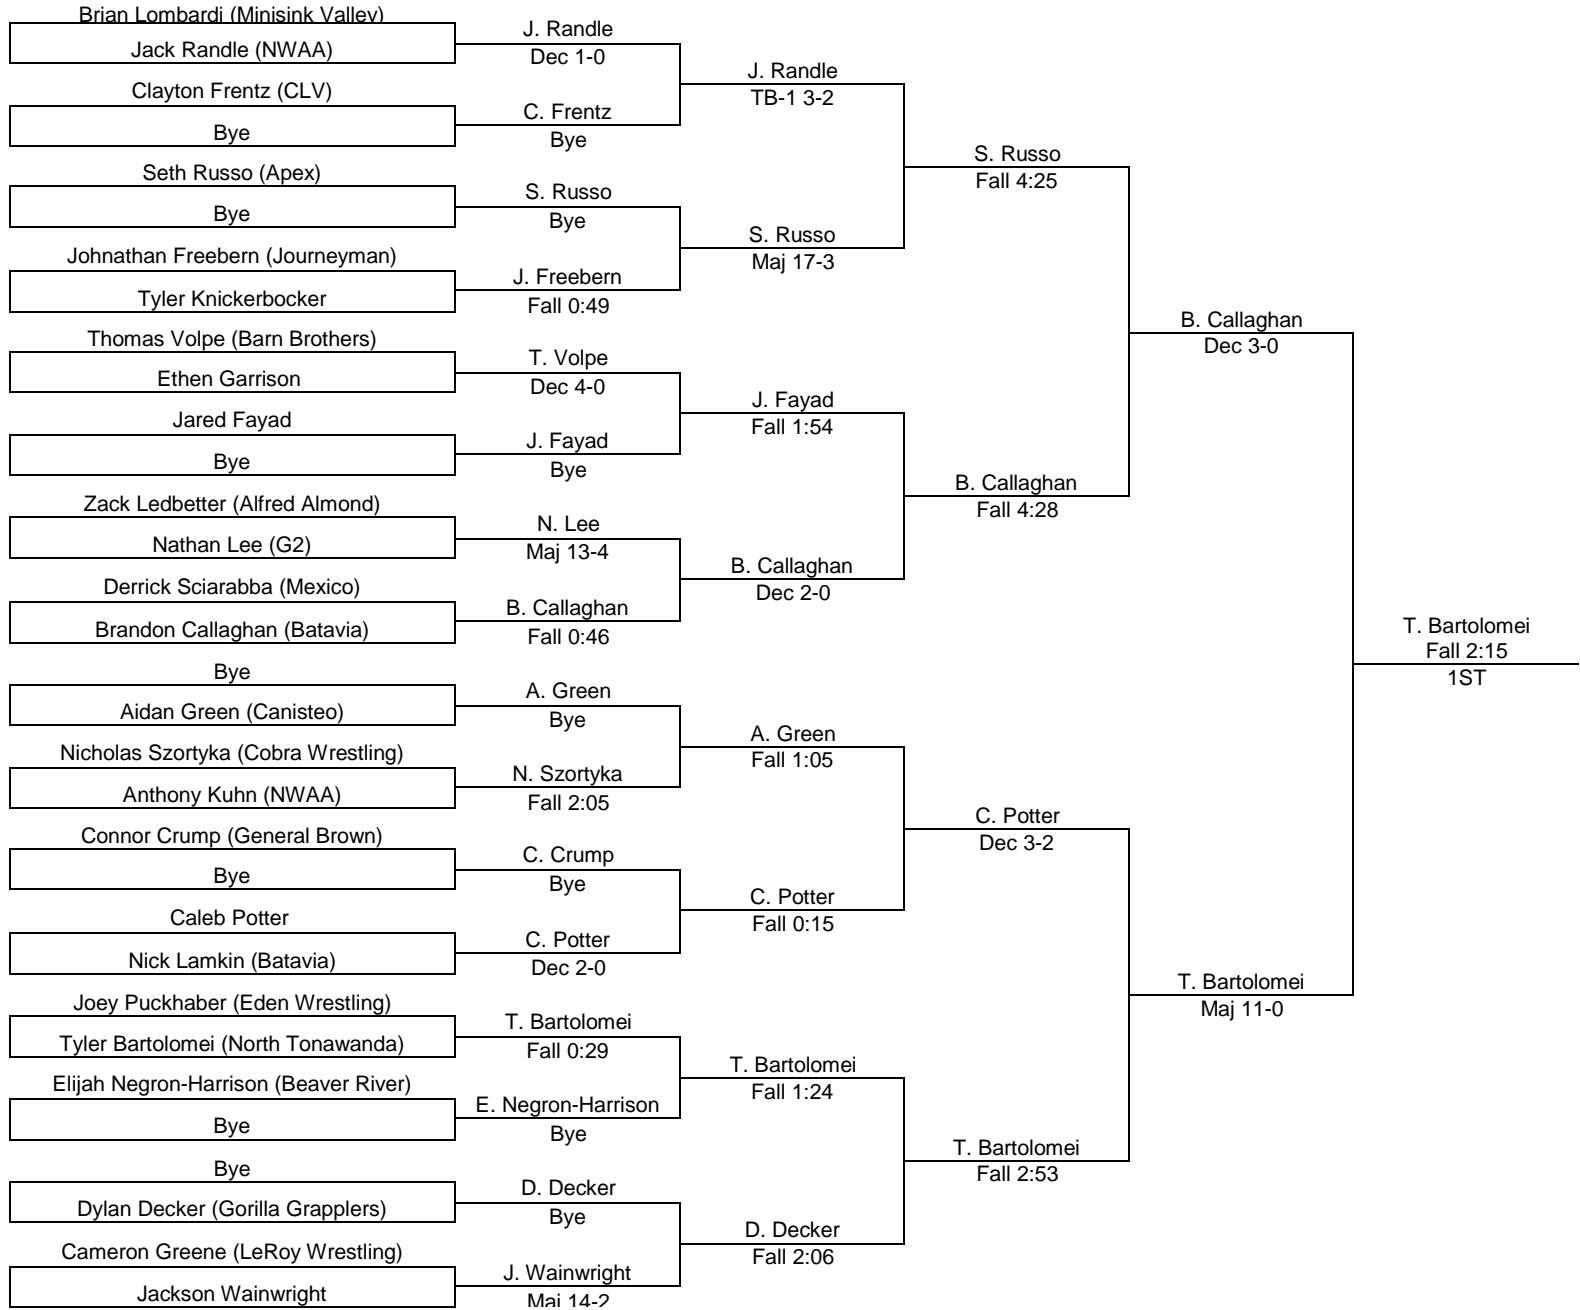 Brian Lombardi (Minisink Valley)
Jack Randle (NWAA)
Clayton Frentz (CLV)
Bye
Seth Russo (Apex)
Bye
Johnathan Freebern (Journeyman)
Tyler Knickerbocker
Thomas Volpe (Barn Brothers)
Ethen Garrison
Jared Fayad
Bye
Zack Ledbetter (Alfred Almond)
Nathan Lee (G2)
Derrick Sciarabba (Mexico)
Brandon Callaghan (Batavia)
Bye
Aidan Green (Canisteo)
Nicholas Szortyka (Cobra Wrestling)
Anthony Kuhn (NWAA)
Connor Crump (General Brown)
Bye
Caleb Potter
Nick Lamkin (Batavia)
Joey Puckhaber (Eden Wrestling)
Tyler Bartolomei (North Tonawanda)
Elijah Negron-Harrison (Beaver River)
Bye
Bye
Dylan Decker (Gorilla Grapplers)
Cameron Greene (LeRoy Wrestling)
Jackson Wainwright
J. Randle
Dec 1-0
C. Frentz
Bye
S. Russo
Bye
J. Freebern
Fall 0:49
T. Volpe
Dec 4-0
J. Fayad
Bye
N. Lee
Maj 13-4
B. Callaghan
Fall 0:46
A. Green
Bye
N. Szortyka
Fall 2:05
C. Crump
Bye
C. Potter
Dec 2-0
T. Bartolomei
Fall 0:29
E. Negron-Harrison
Bye
D. Decker
Bye
J. Wainwright
Maj 14-2
J. Randle
TB-1 3-2
S. Russo
Maj 17-3
J. Fayad
Fall 1:54
B. Callaghan
Dec 2-0
A. Green
Fall 1:05
C. Potter
Fall 0:15
T. Bartolomei
Fall 1:24
D. Decker
Fall 2:06
S. Russo
Fall 4:25
B. Callaghan
Fall 4:28
C. Potter
Dec 3-2
T. Bartolomei
Fall 2:53
B. Callaghan
Dec 3-0
T. Bartolomei
Maj 11-0
T. Bartolomei
Fall 2:15
1ST